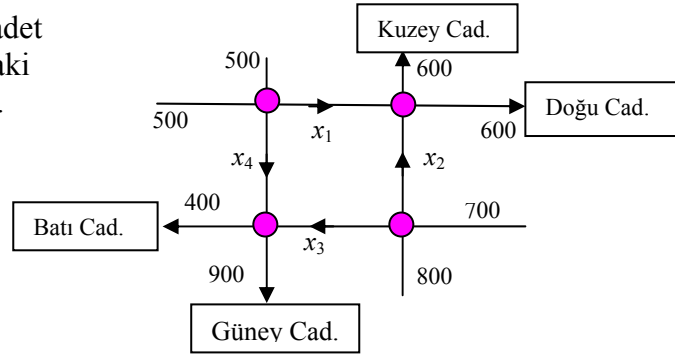 Kuzey Cad.
500
600
500
x1
600
Doğu Cad.
x4
x2
400
700
Batı Cad.
x3
900
800
Güney Cad.